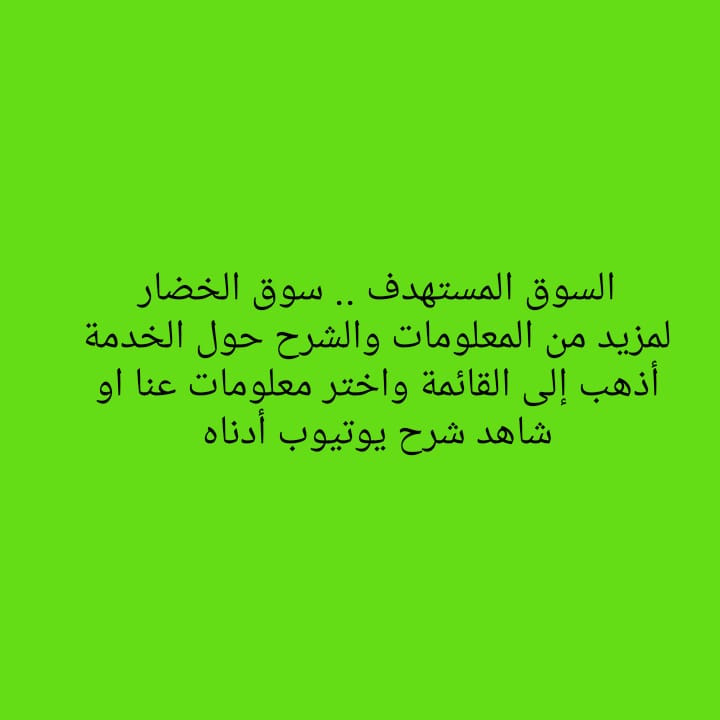 السوق المستهدف .. سوق الخضار
لمزيد من المعلومات والشرح حول الخدمة
أذهب إلى القائمة واختر معلومات عنا او
شاهد شرح يوتيوب أدناه